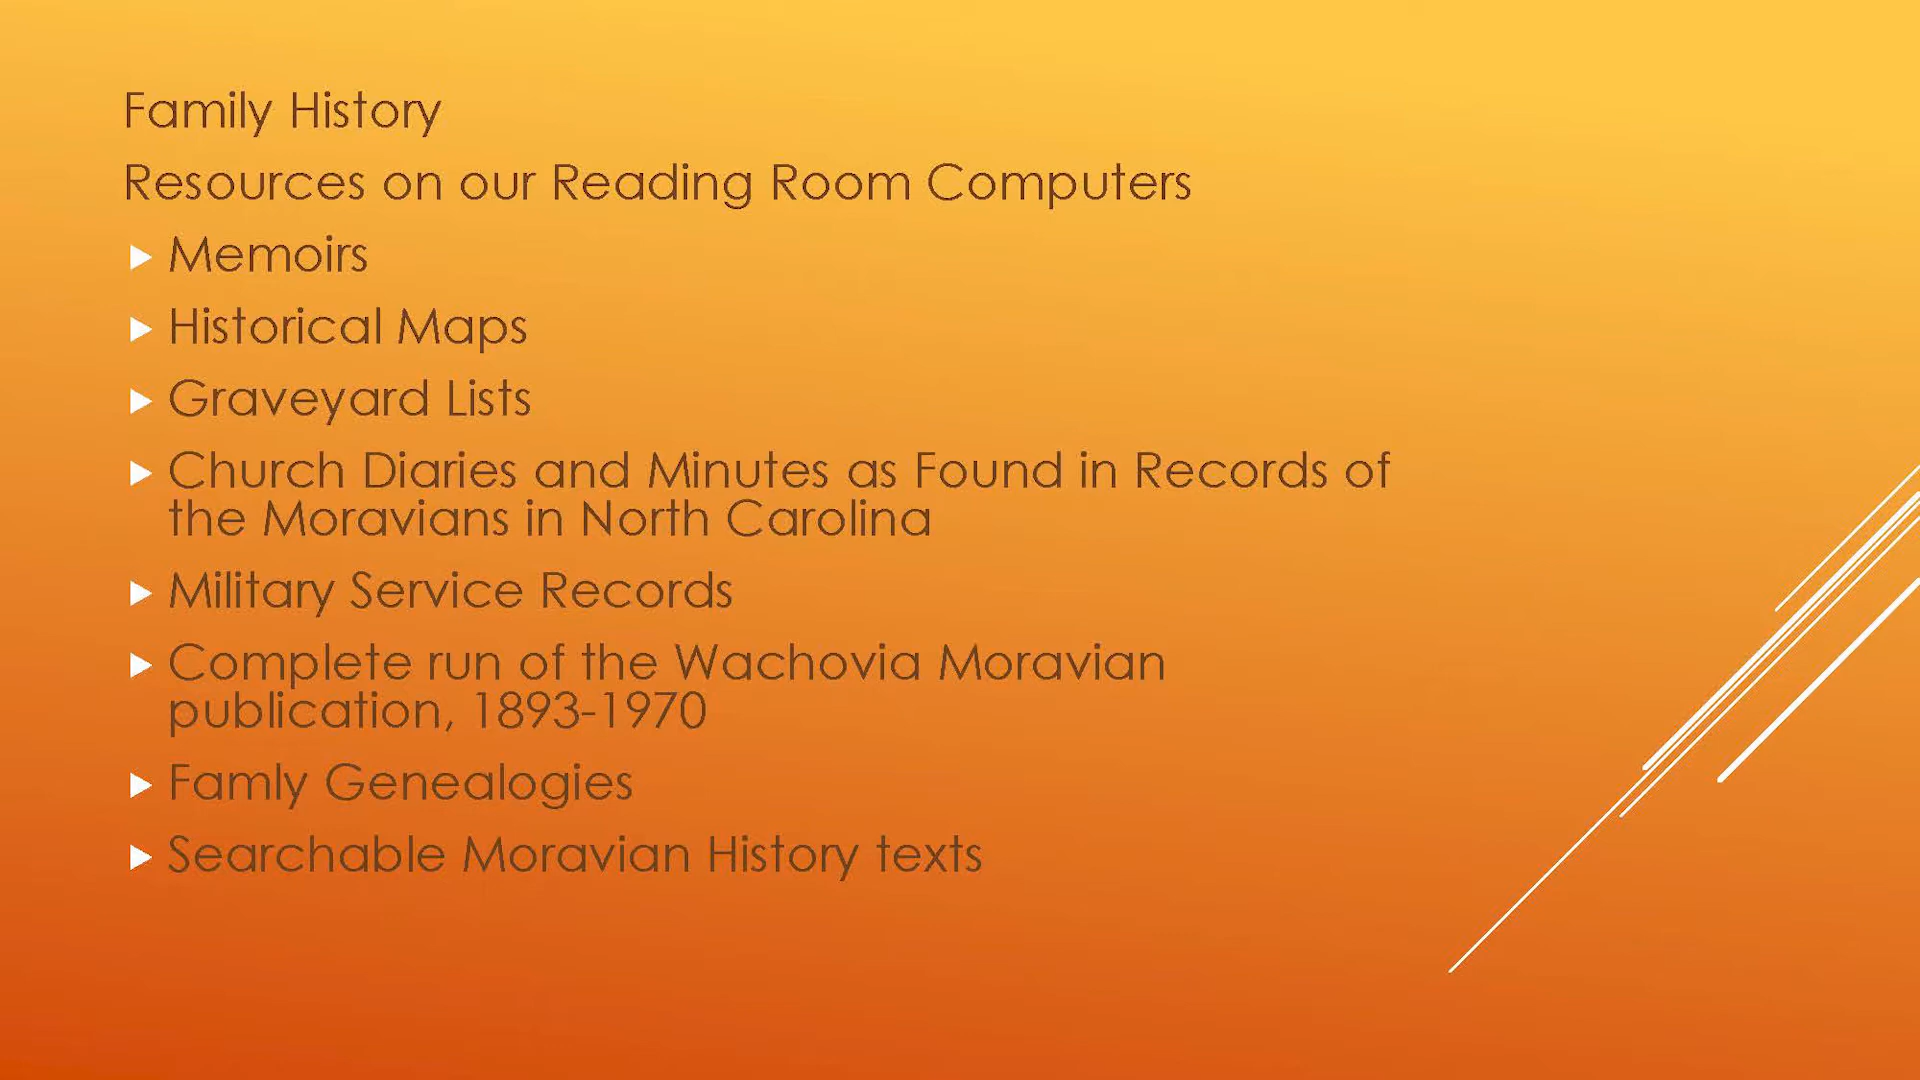 Family History
Resources on our Reading Room Computers
Memoirs
Historical Maps
Graveyard Lists
Church Diaries and Minutes as Found in Records of
the Moravians in North Carolina
Military Service Records
Complete run of the Wachovia Moravian
publication, 1893-1970
Famly Genealogies
Searchable Moravian History texts